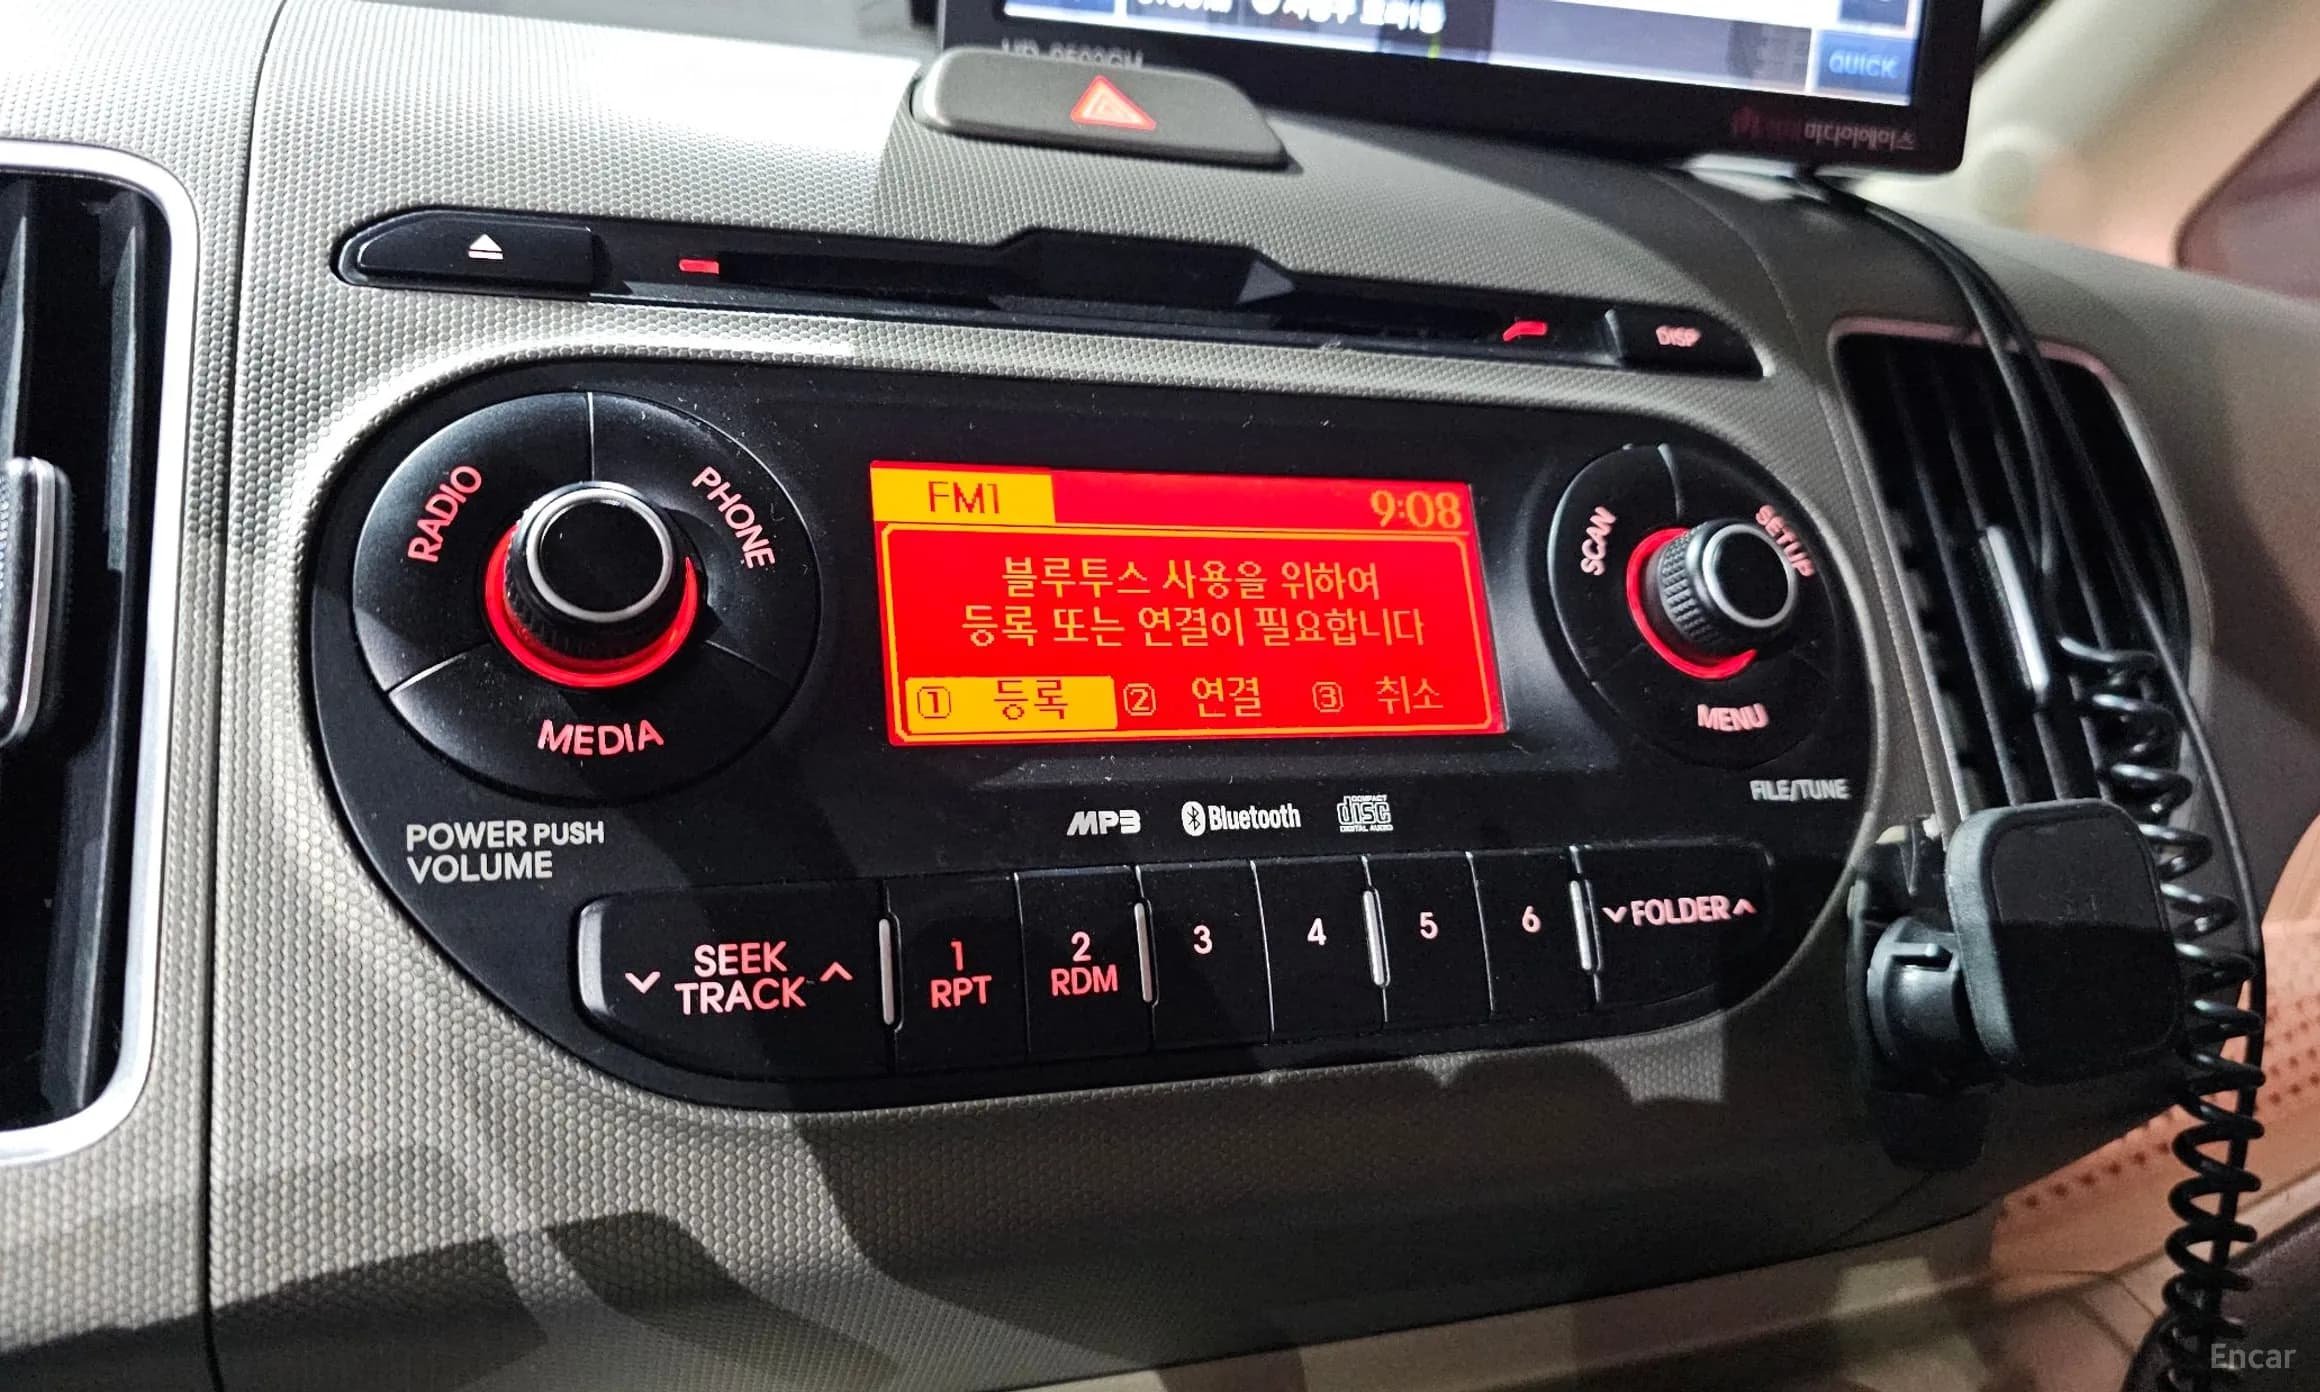 QUICK
미디어에이스
DISP
RADIO
PHONE
MEDIA
FM1 9:08
블루투스 사용을 위하여
등록 또는 연결이 필요합니다
① 등록 ② 연결 ③ 취소
SCAN
SETUP
MENU
FILE/TUNE
POWER PUSH
VOLUME
MP3 Bluetooth COMPACT disc DIGITAL AUDIO
SEEK
TRACK
1
RPT
2
RDM
3
4
5
6
FOLDER
Encar